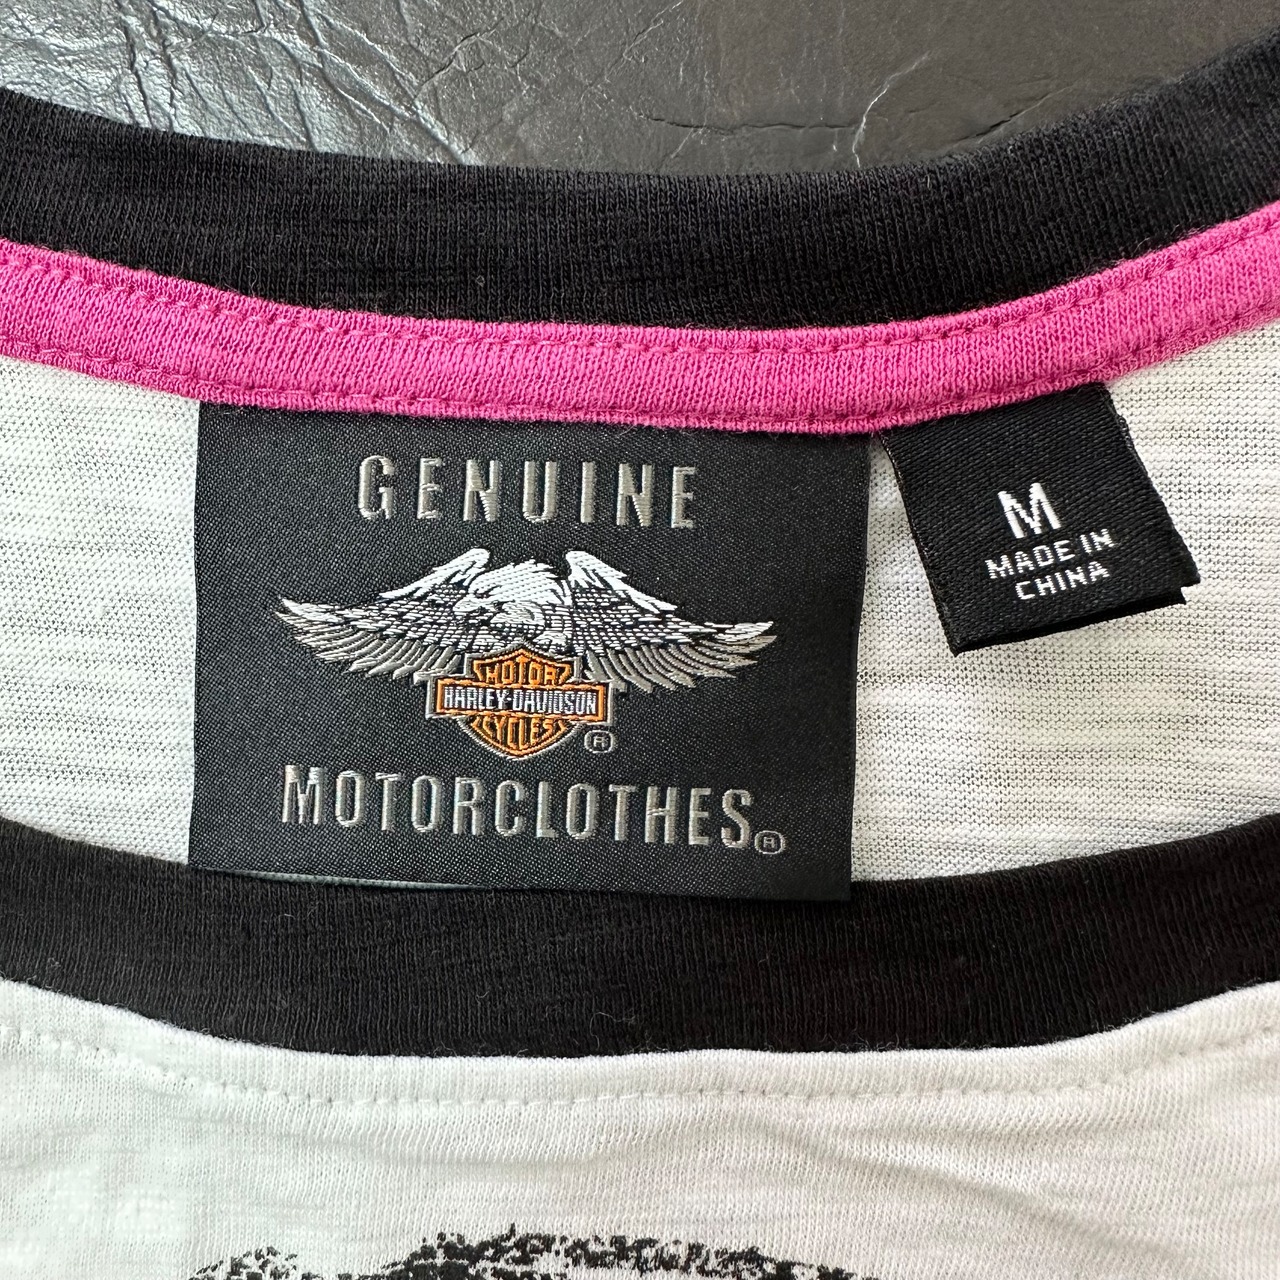 GENUINE
MOTOR
HARLEY-DAVIDSON
CYCLES
®
MOTORCLOTHES®
M
MADE IN
CHINA